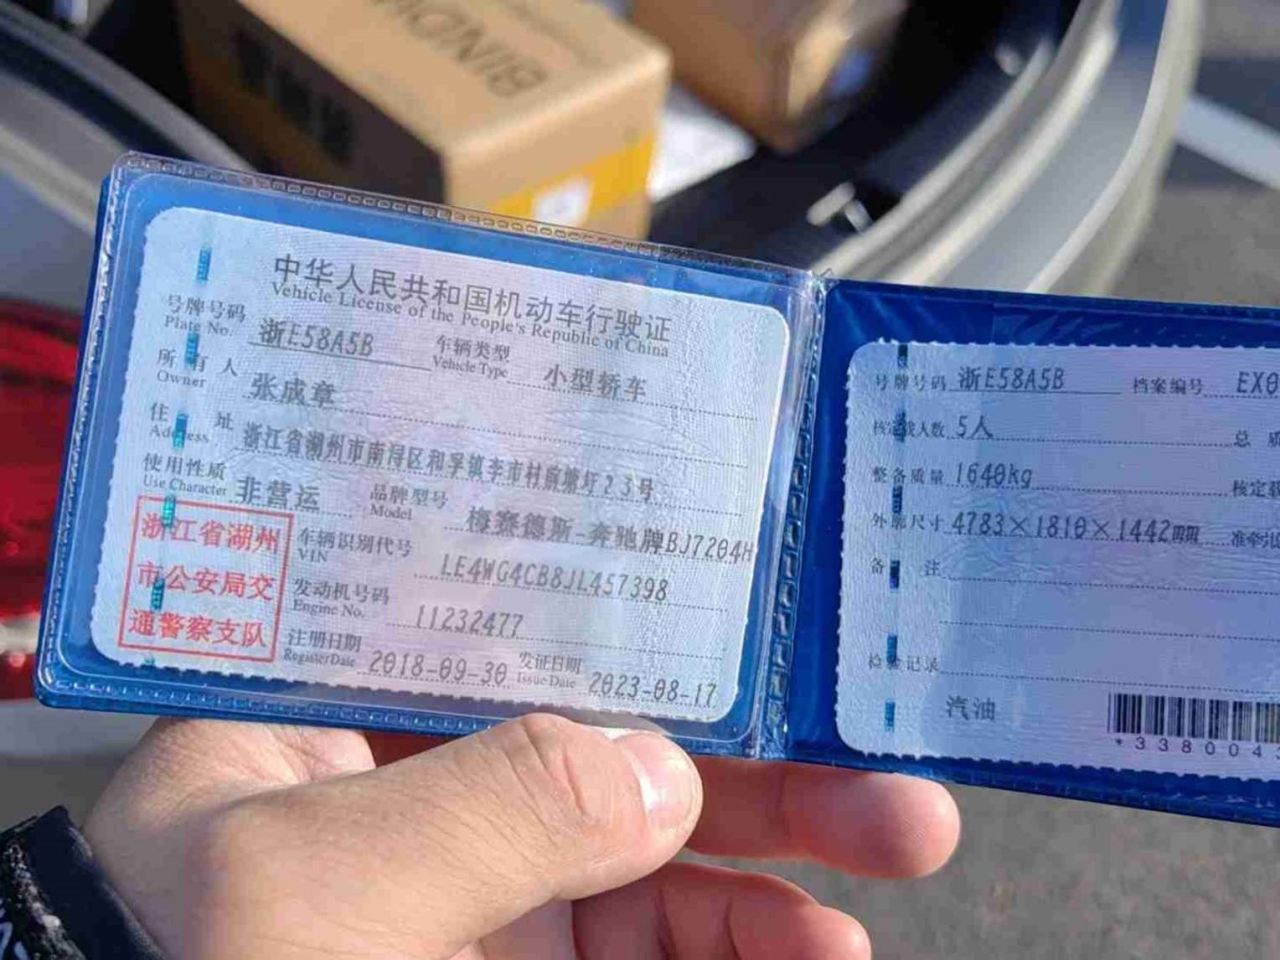 BINDV
中华人民共和国机动车行驶证
Vehicle License of the People's Republic of China
号牌号码 浙E58A5B 车辆类型 小型轿车
Plate No. Vehicle Type
所有人 张成章
Owner
住址 浙江省湖州市南浔区和孚镇李市村麻塘圩23号
Address
使用性质 非营运 品牌型号 梅赛德斯-奔驰牌BJ7204H
Use Character Model
浙江省湖州
市公安局交
通警察支队
车辆识别代号 LE4WG4CB8JL457398
VIN
发动机号码 11232477
Engine No.
注册日期 2018-09-30 发证日期 2023-08-17
Register Date Issue Date
号牌号码 浙E58A5B 档案编号 EX0
核定载人数 5人 总
整备质量 1640kg 核定
外廓尺寸 4783×1810×1442mm 准牵
备注
检验记录
汽油
*3380043